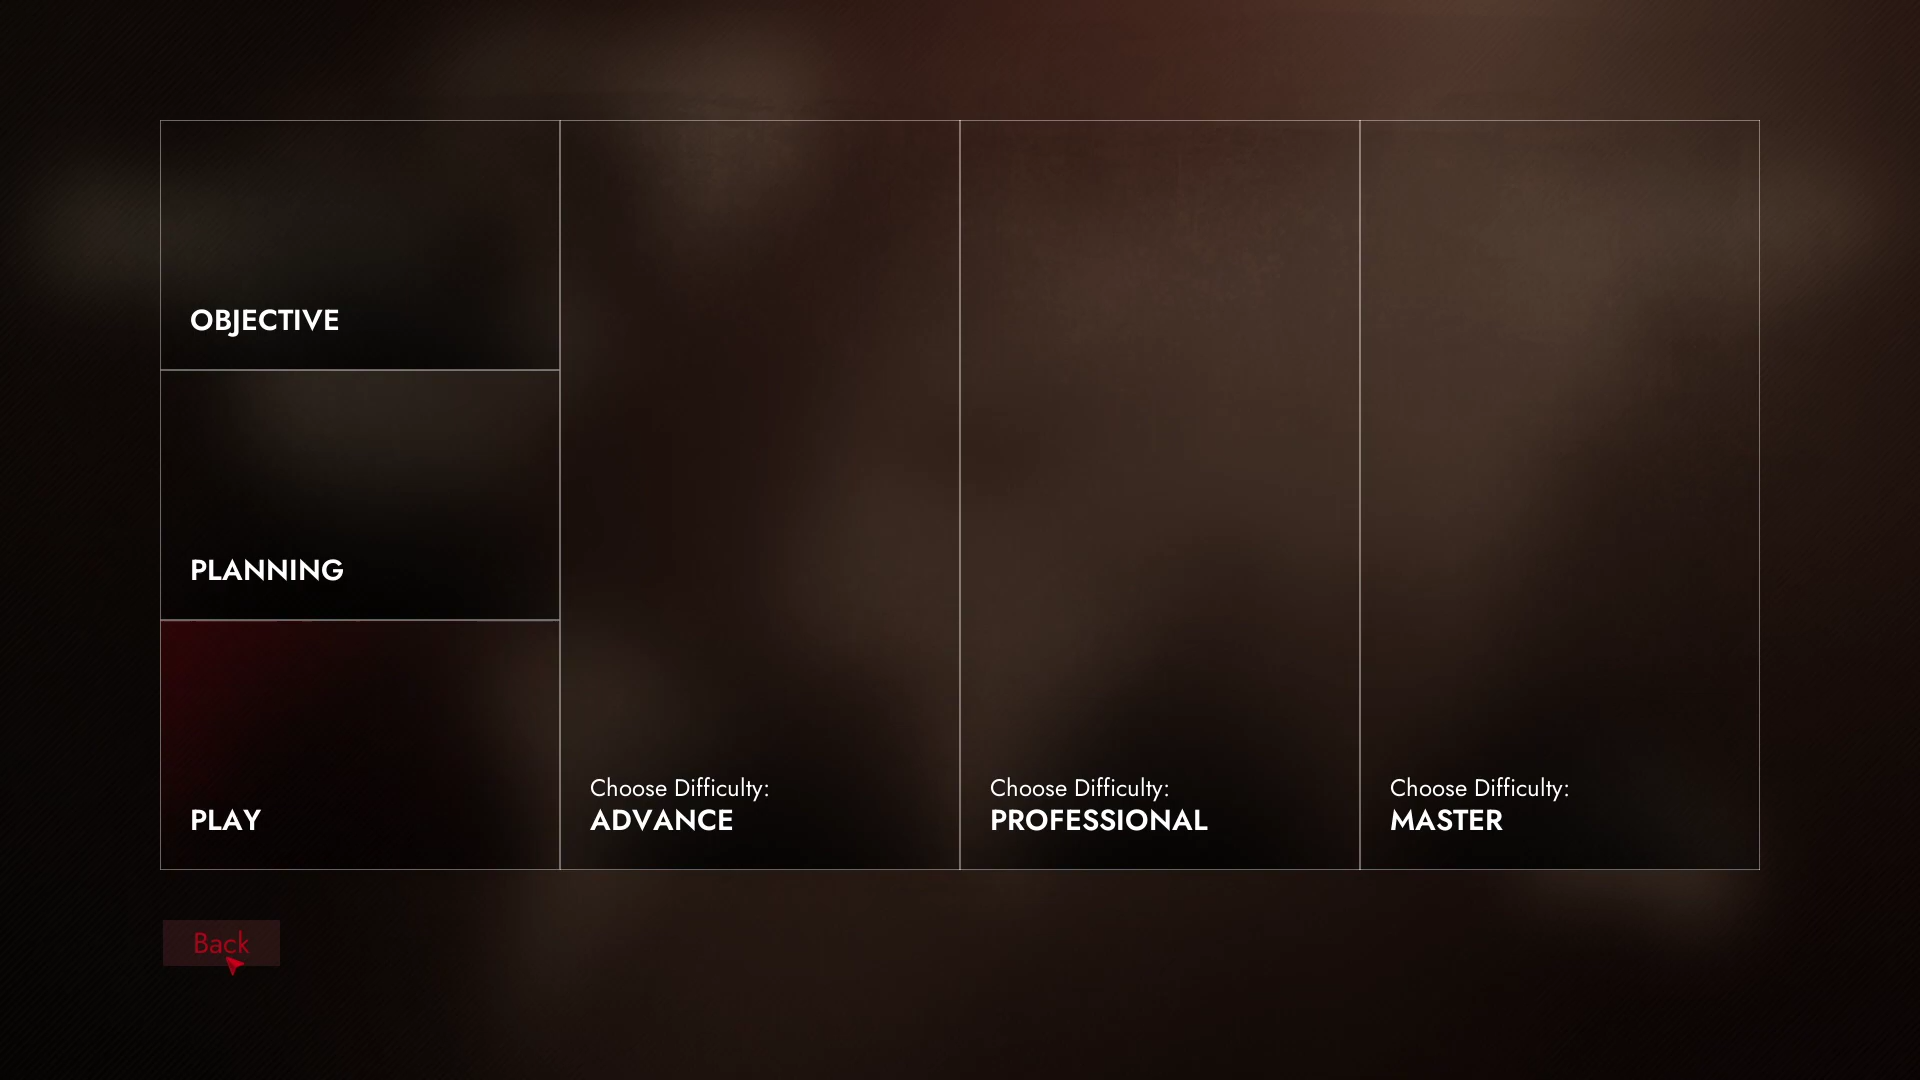 OBJECTIVE
PLANNING
PLAY
Choose Difficulty:
ADVANCE
Choose Difficulty:
PROFESSIONAL
Choose Difficulty:
MASTER
Back